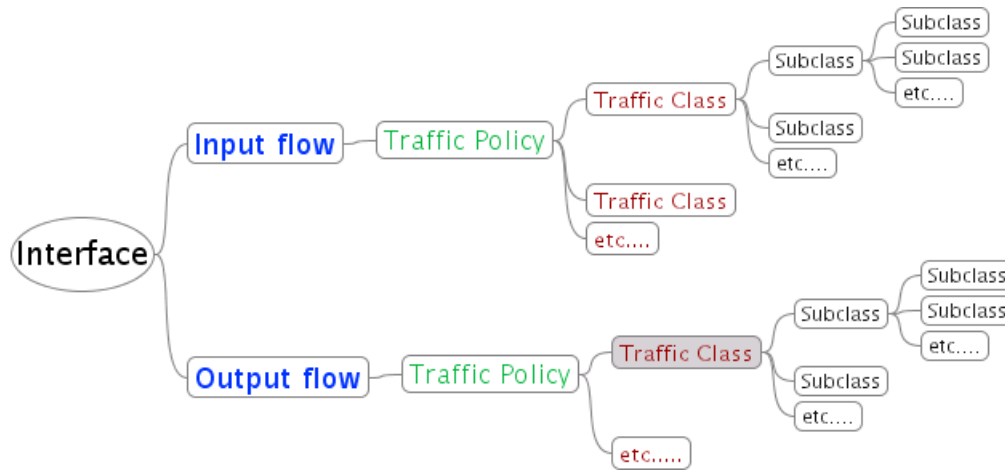 Interface
Input flow
Traffic Policy
Traffic Class
Subclass
Subclass
Subclass
etc....
Subclass
etc....
Traffic Class
etc....
Output flow
Traffic Policy
Traffic Class
Subclass
Subclass
Subclass
etc....
Subclass
etc....
etc.....